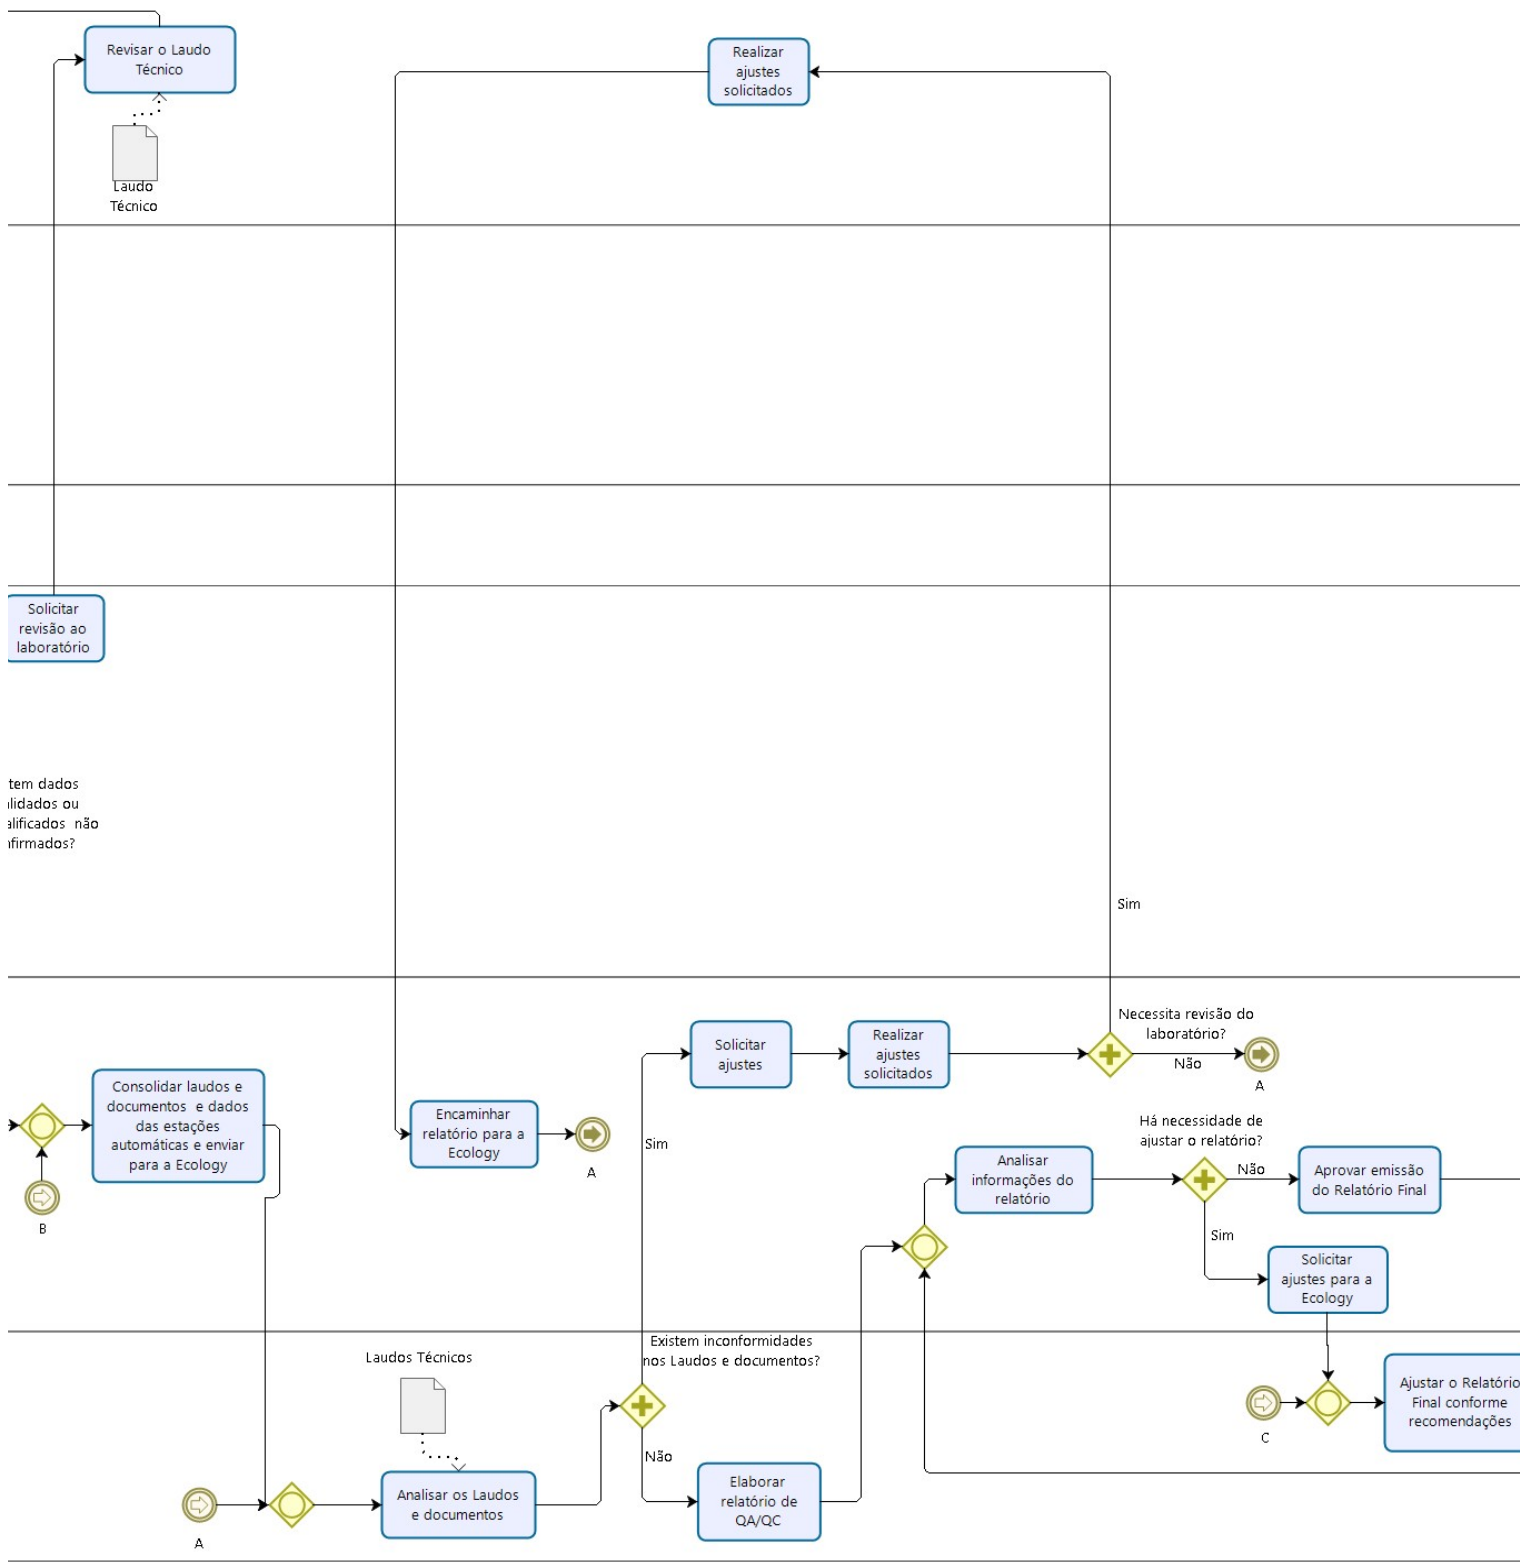 Revisar o Laudo
Técnico
Laudo
Técnico
Realizar
ajustes
solicitados
Solicitar
revisão ao
laboratório
tem dados
alificados não
Sim
Necessita revisão do
laboratório?
Não
A
Solicitar
ajustes
Realizar
ajustes
solicitados
Consolidar laudos e
documentos e dados
das estações
automáticas e enviar
para a Ecology
B
Encaminhar
relatório para a
Ecology
A
Sim
Analisar
informações do
relatório
Há necessidade de
ajustar o relatório?
Não
Aprovar emissão
do Relatório Final
Sim
Solicitar
ajustes para a
Ecology
Existem inconformidades
nos Laudos e documentos?
Laudos Técnicos
Não
Analisar os Laudos
e documentos
A
Elaborar
relatório de
QA/QC
C
Ajustar o Relatório
Final conforme
recomendações